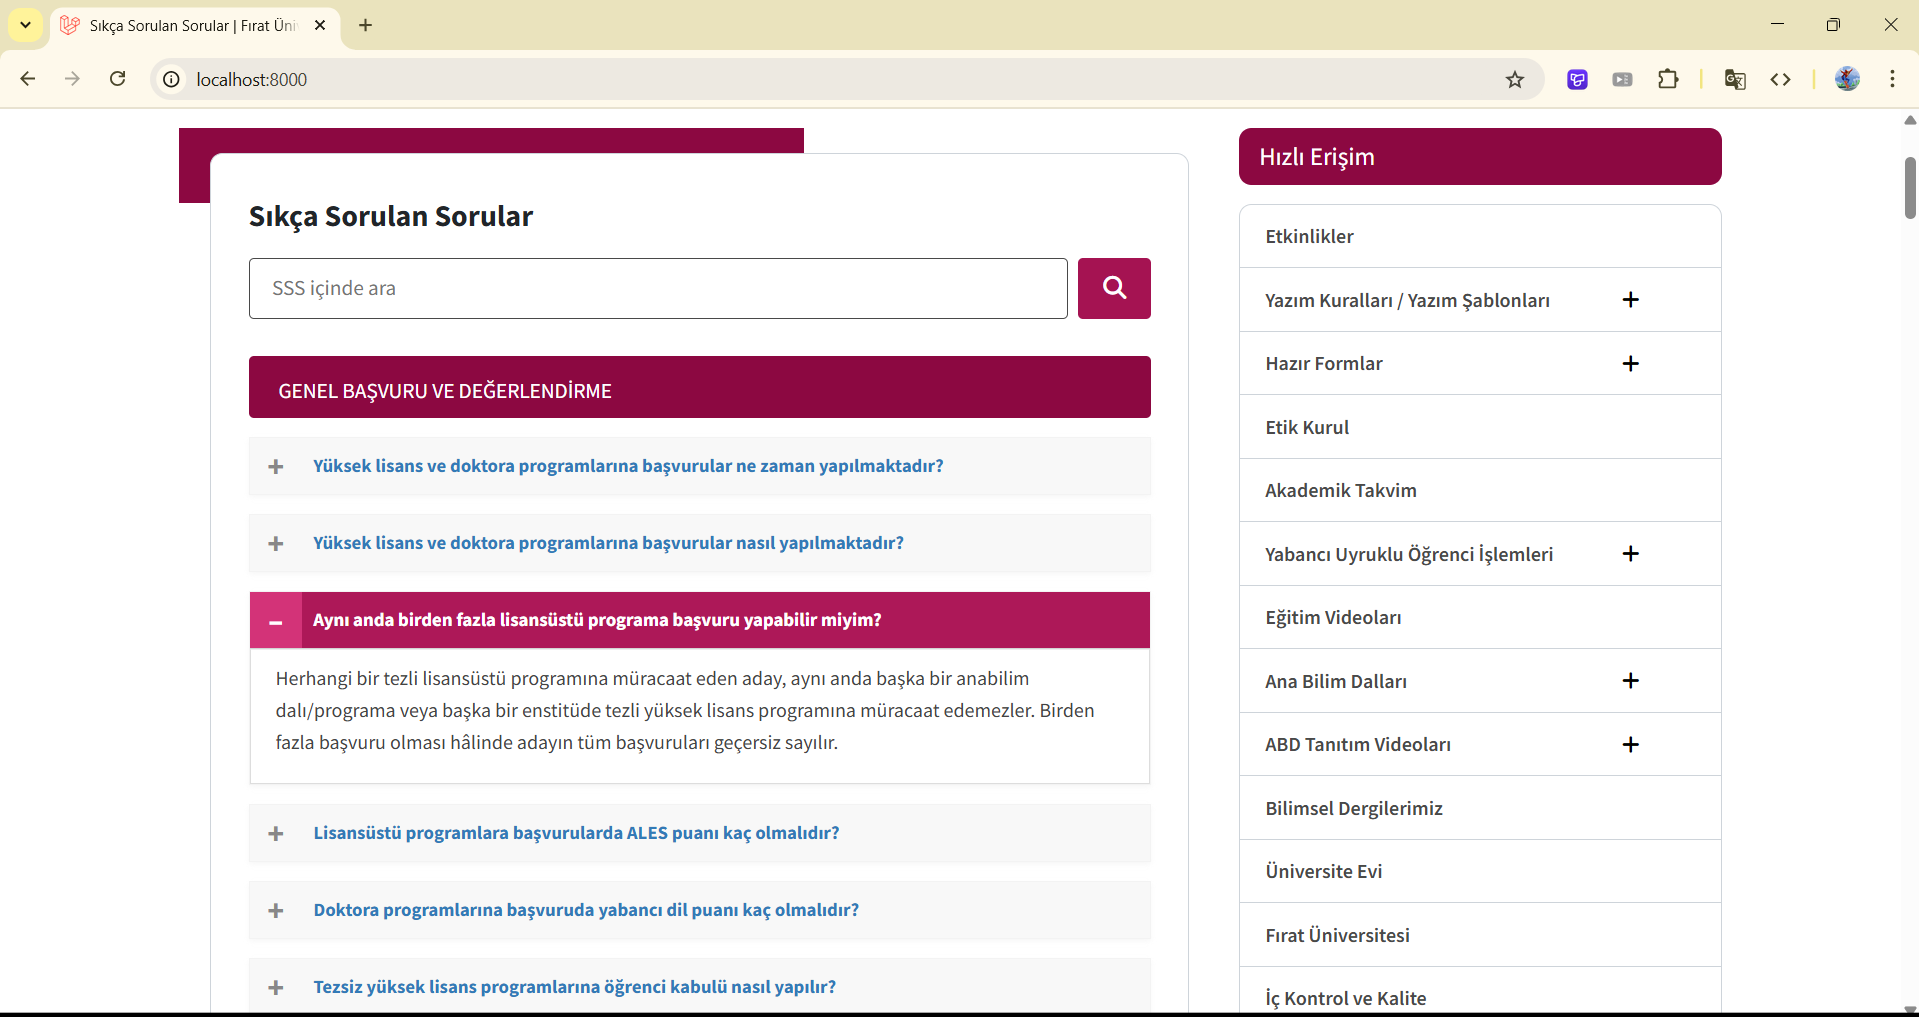 Sıkça Sorulan Sorular | Fırat Üni
localhost:8000
Sıkça Sorulan Sorular
SSS içinde ara
GENEL BAŞVURU VE DEĞERLENDİRME
Yüksek lisans ve doktora programlarına başvurular ne zaman yapılmaktadır?
Yüksek lisans ve doktora programlarına başvurular nasıl yapılmaktadır?
Aynı anda birden fazla lisansüstü programa başvuru yapabilir miyim?
Herhangi bir tezli lisansüstü programına müracaat eden aday, aynı anda başka bir anabilim
dalı/programa veya başka bir enstitüde tezli yüksek lisans programına müracaat edemezler. Birden
fazla başvuru olması hâlinde adayın tüm başvuruları geçersiz sayılır.
Lisansüstü programlara başvurularda ALES puanı kaç olmalıdır?
Doktora programlarına başvuruda yabancı dil puanı kaç olmalıdır?
Tezsiz yüksek lisans programlarına öğrenci kabulü nasıl yapılır?
Hızlı Erişim
Etkinlikler
Yazım Kuralları / Yazım Şablonları
Hazır Formlar
Etik Kurul
Akademik Takvim
Yabancı Uyruklu Öğrenci İşlemleri
Eğitim Videoları
Ana Bilim Dalları
ABD Tanıtım Videoları
Bilimsel Dergilerimiz
Üniversite Evi
Fırat Üniversitesi
İç Kontrol ve Kalite